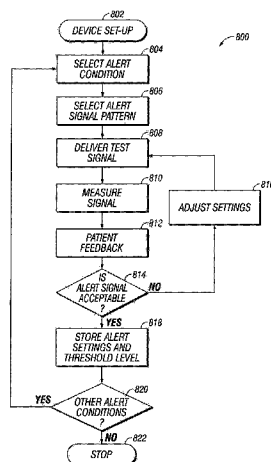 802
DEVICE SET-UP
800
804
SELECT ALERT
CONDITION
806
SELECT ALERT
SIGNAL PATTERN
808
DELIVER TEST
SIGNAL
810
MEASURE
SIGNAL
816
ADJUST SETTINGS
812
PATIENT
FEEDBACK
814
IS
ALERT SIGNAL
ACCEPTABLE
?
NO
YES
818
STORE ALERT
SETTINGS AND
THRESHOLD LEVEL
820
YES
OTHER ALERT
CONDITIONS
?
NO
822
STOP